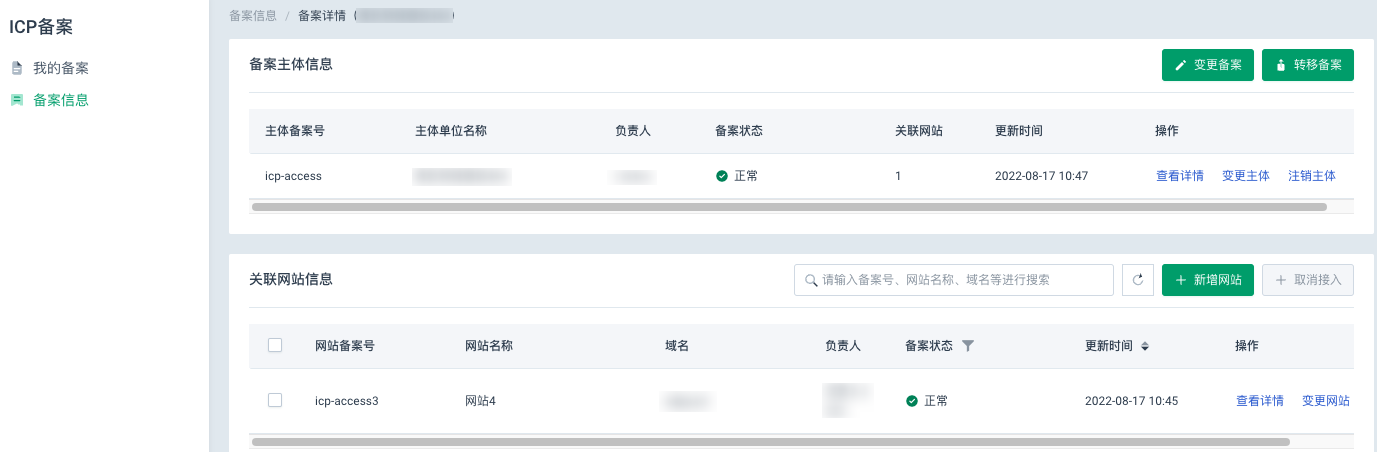 ICP备案
我的备案
备案信息
备案信息 / 备案详情 (
备案主体信息 变更备案 转移备案
主体备案号 主体单位名称 负责人 备案状态 关联网站 更新时间 操作
icp-access 正常 1 2022-08-17 10:47 查看详情 变更主体 注销主体
关联网站信息 请输入备案号、网站名称、域名等进行搜索 新增网站 取消接入
网站备案号 网站名称 域名 负责人 备案状态 更新时间 操作
icp-access3 网站4 正常 2022-08-17 10:45 查看详情 变更网站